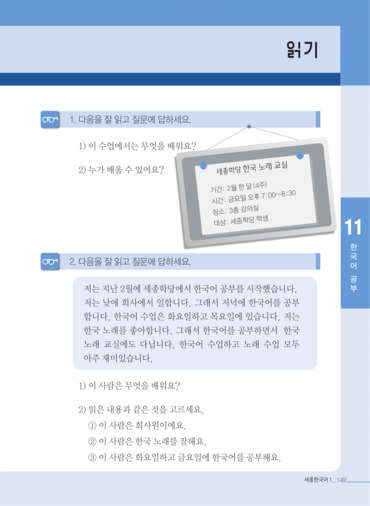 읽기
1. 다음을 잘 읽고 질문에 답하세요.
1) 이 수업에서는 무엇을 배워요?
2) 누가 배울 수 있어요?
세종학당 한국 노래 교실
기간: 2월 한 달 (4주)
시간: 금요일 오후 7:00~8:30
장소: 3층 강의실
대상: 세종학당 학생
11
한국어 공부
2. 다음을 잘 읽고 질문에 답하세요.
저는 지난 2월에 세종학당에서 한국어 공부를 시작했습니다.
저는 낮에 회사에서 일합니다. 그래서 저녁에 한국어를 공부
합니다. 한국어 수업은 화요일하고 목요일에 있습니다. 저는
한국 노래를 좋아합니다. 그래서 한국어를 공부하면서 한국
노래 교실에도 다닙니다. 한국어 수업하고 노래 수업 모두
아주 재미있습니다.
1) 이 사람은 무엇을 배워요?
2) 읽은 내용과 같은 것을 고르세요.
① 이 사람은 회사원이에요.
② 이 사람은 한국 노래를 잘해요.
③ 이 사람은 화요일하고 금요일에 한국어를 공부해요.
세종한국어 1_ 149